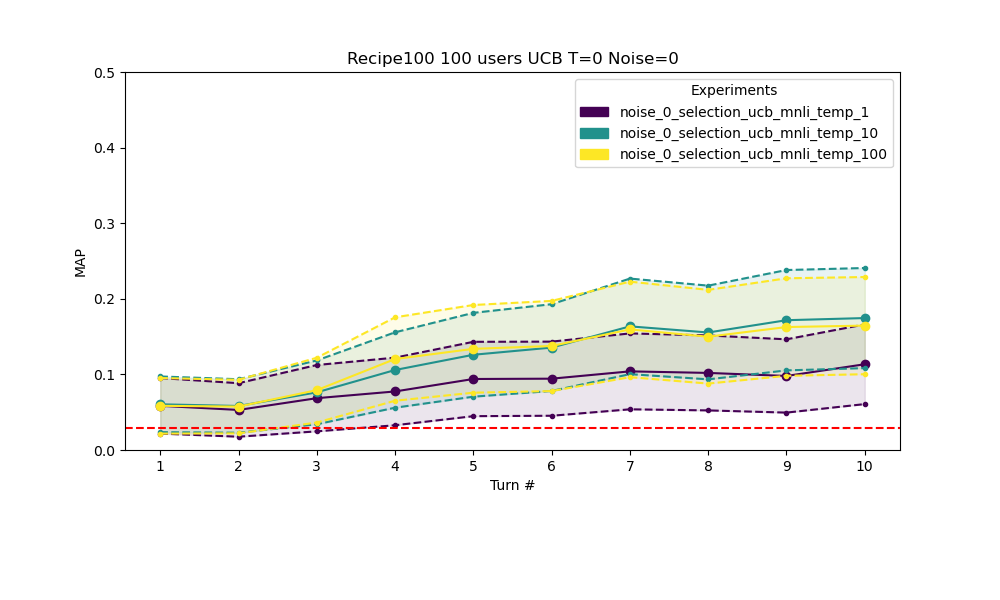 Recipe100 100 users UCB T=0 Noise=0
0.5
0.4
0.3
0.2
0.1
0.0
MAP
Experiments
noise_0_selection_ucb_mnli_temp_1
noise_0_selection_ucb_mnli_temp_10
noise_0_selection_ucb_mnli_temp_100
1 2 3 4 5 6 7 8 9 10
Turn #